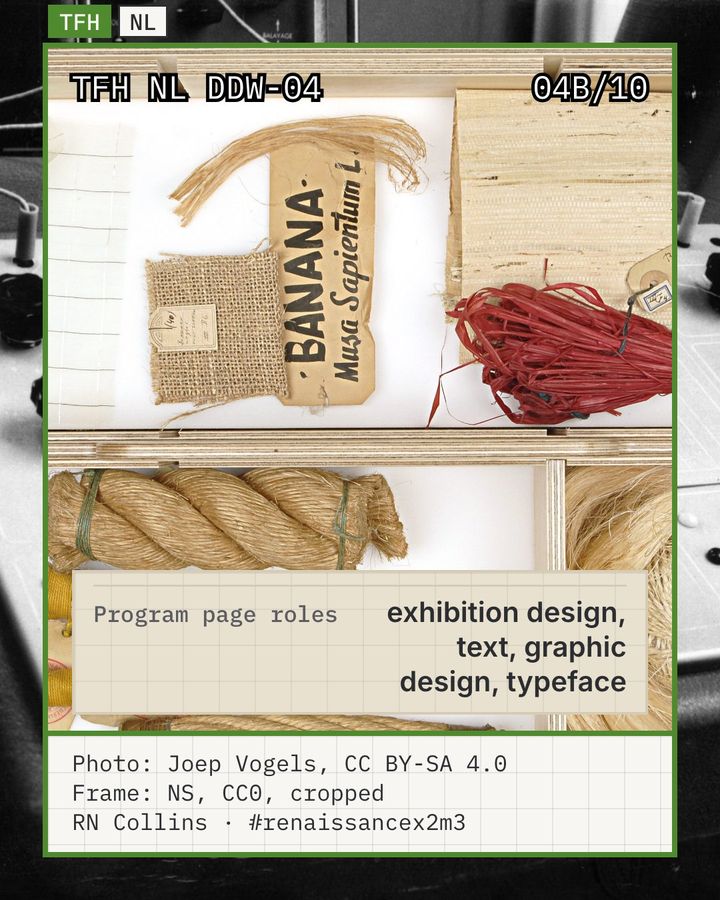 TFH NL
TFH NL DDW-04 04B/10
·BANANA·
Musa Sapientum L.
Program page roles exhibition design,
text, graphic
design, typeface
Photo: Joep Vogels, CC BY-SA 4.0
Frame: NS, CC0, cropped
RN Collins · #renaissancex2m3